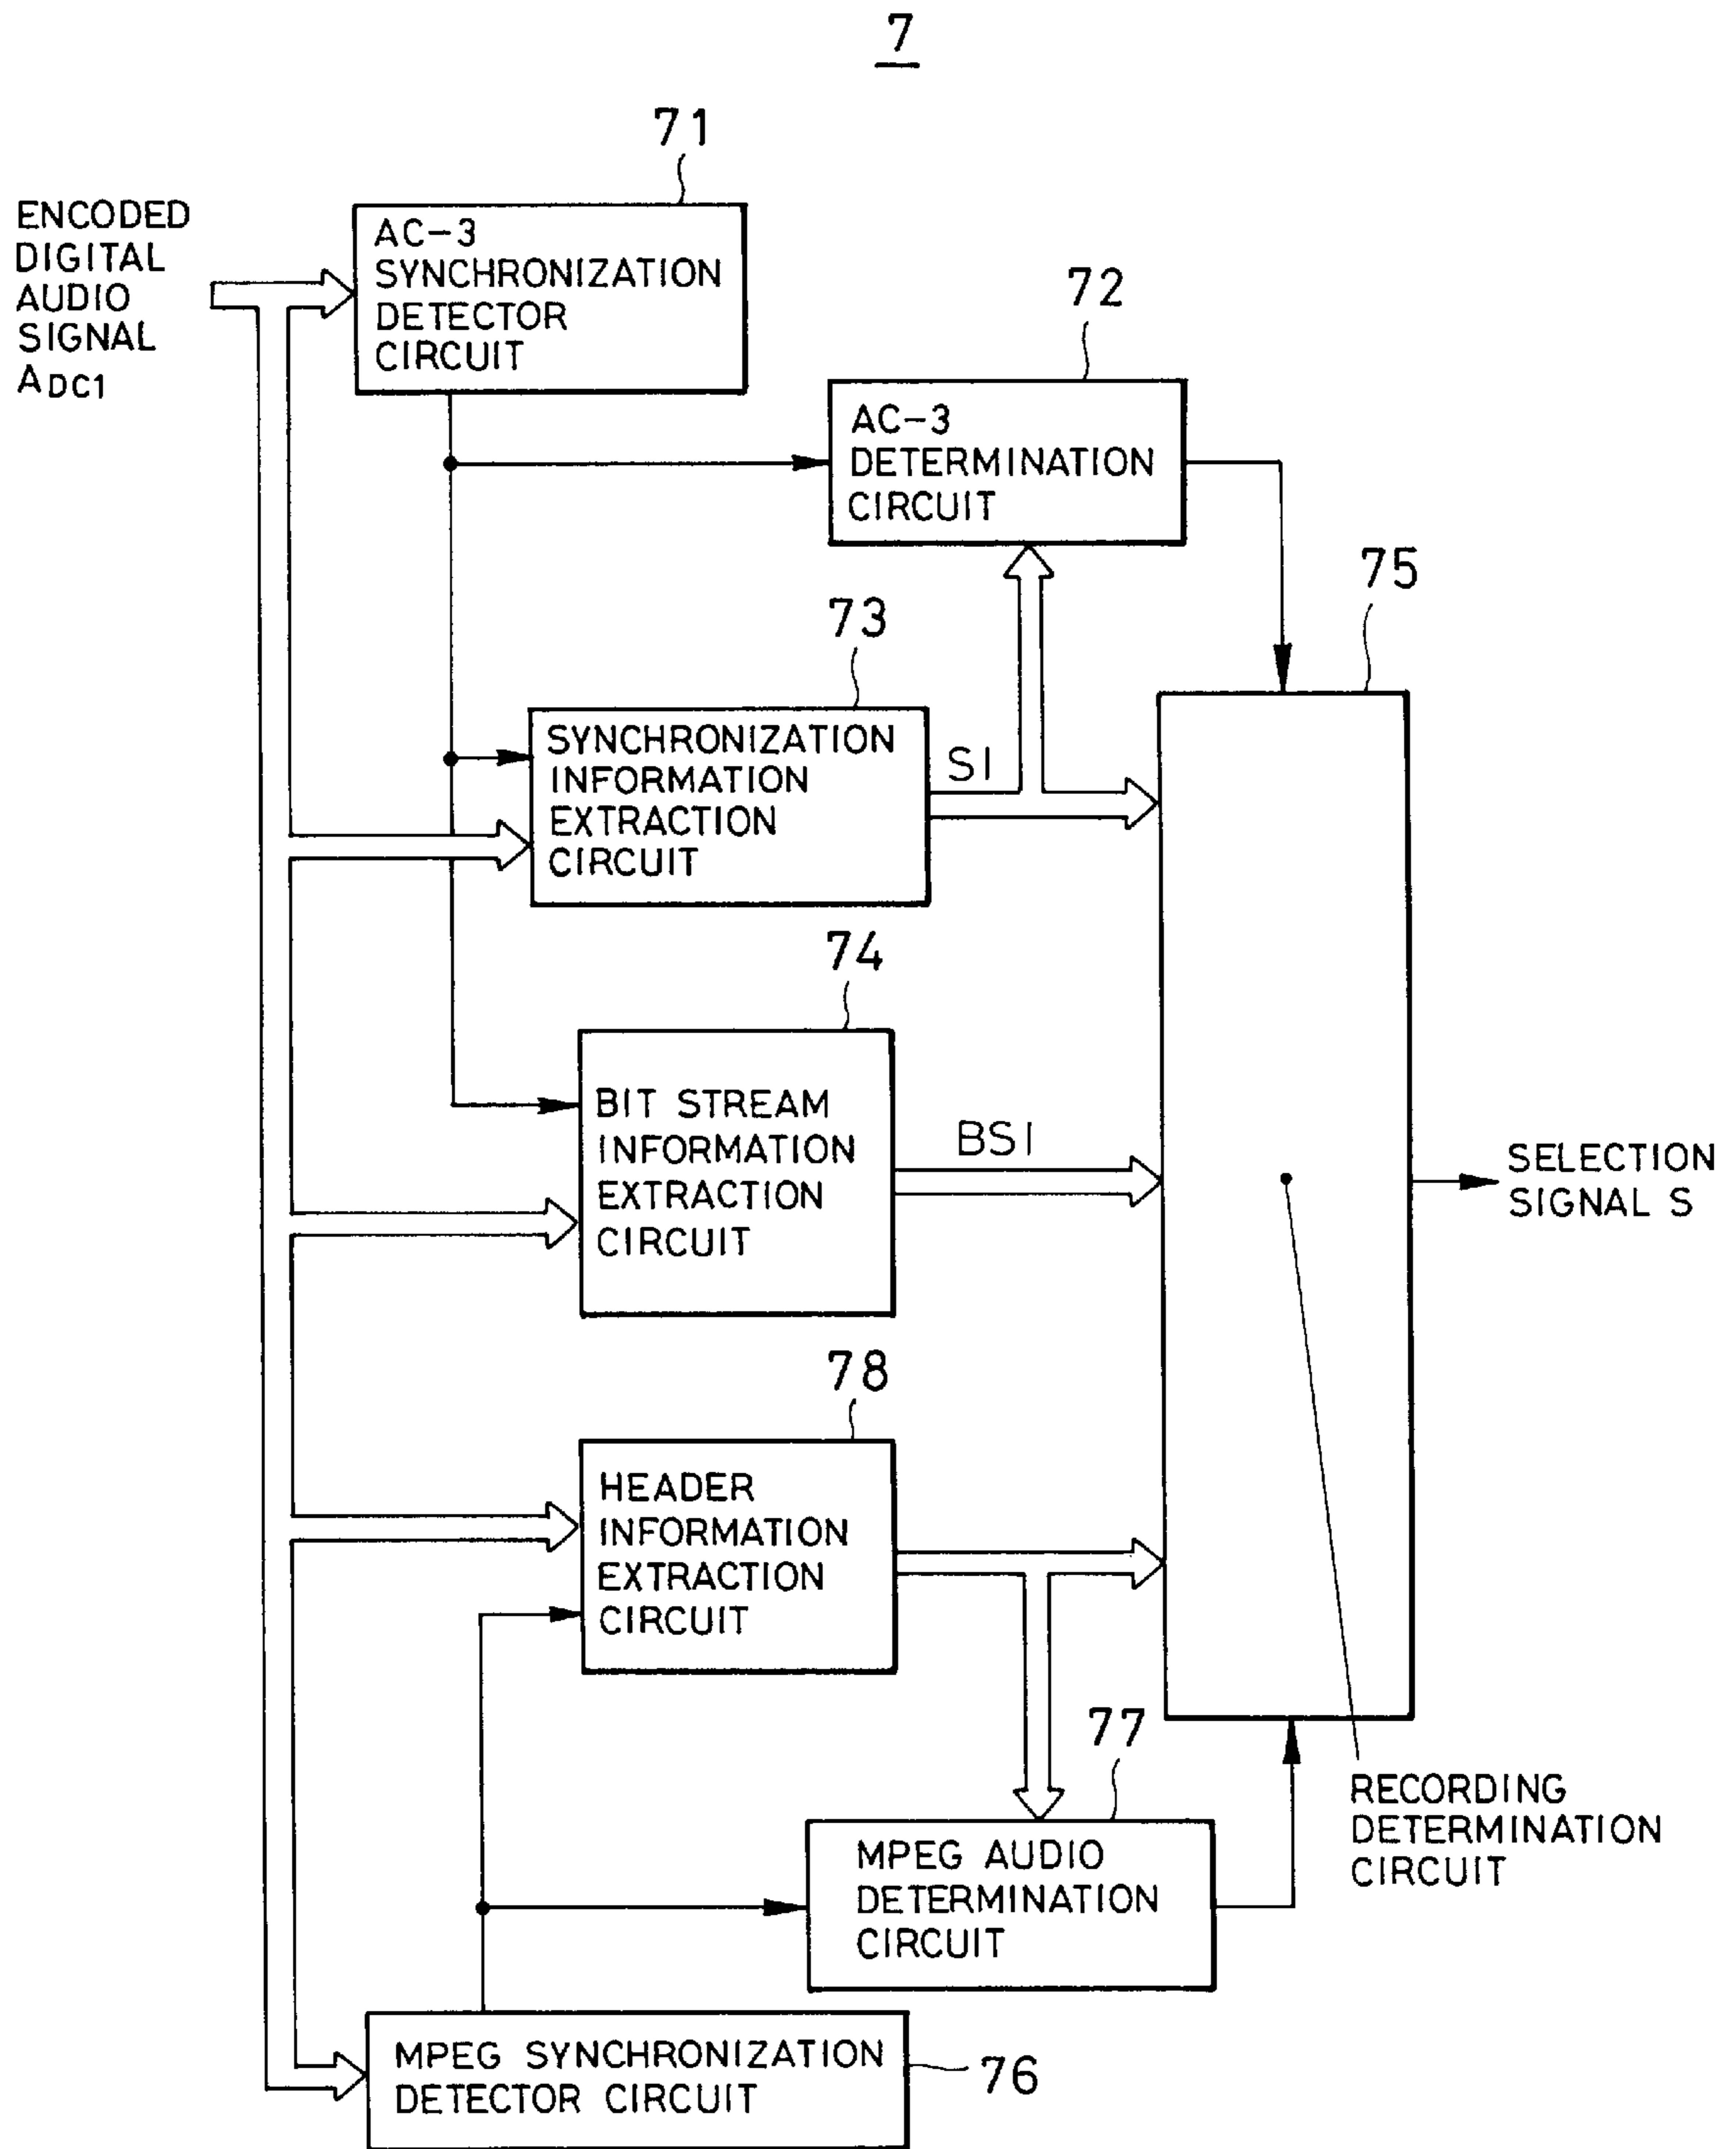 7
71
ENCODED
DIGITAL
AUDIO
SIGNAL
ADC1
AC-3
SYNCHRONIZATION
DETECTOR
CIRCUIT
72
AC-3
DETERMINATION
CIRCUIT
75
73
SYNCHRONIZATION
INFORMATION
EXTRACTION
CIRCUIT
SI
74
BIT STREAM
INFORMATION
EXTRACTION
CIRCUIT
BSI
SELECTION
SIGNAL S
78
HEADER
INFORMATION
EXTRACTION
CIRCUIT
77
RECORDING
DETERMINATION
CIRCUIT
MPEG AUDIO
DETERMINATION
CIRCUIT
MPEG SYNCHRONIZATION
DETECTOR CIRCUIT
76